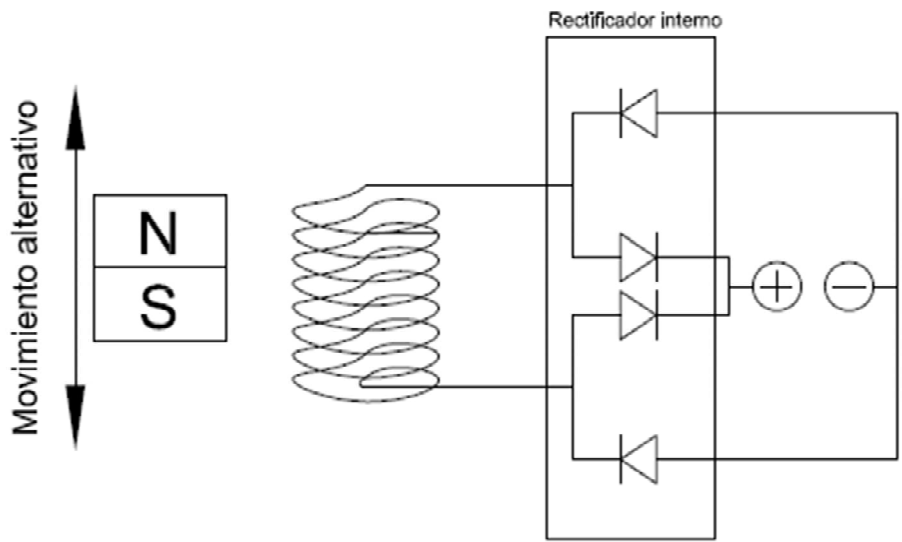 Rectificador interno
Movimiento alternativo
N
S
+
−